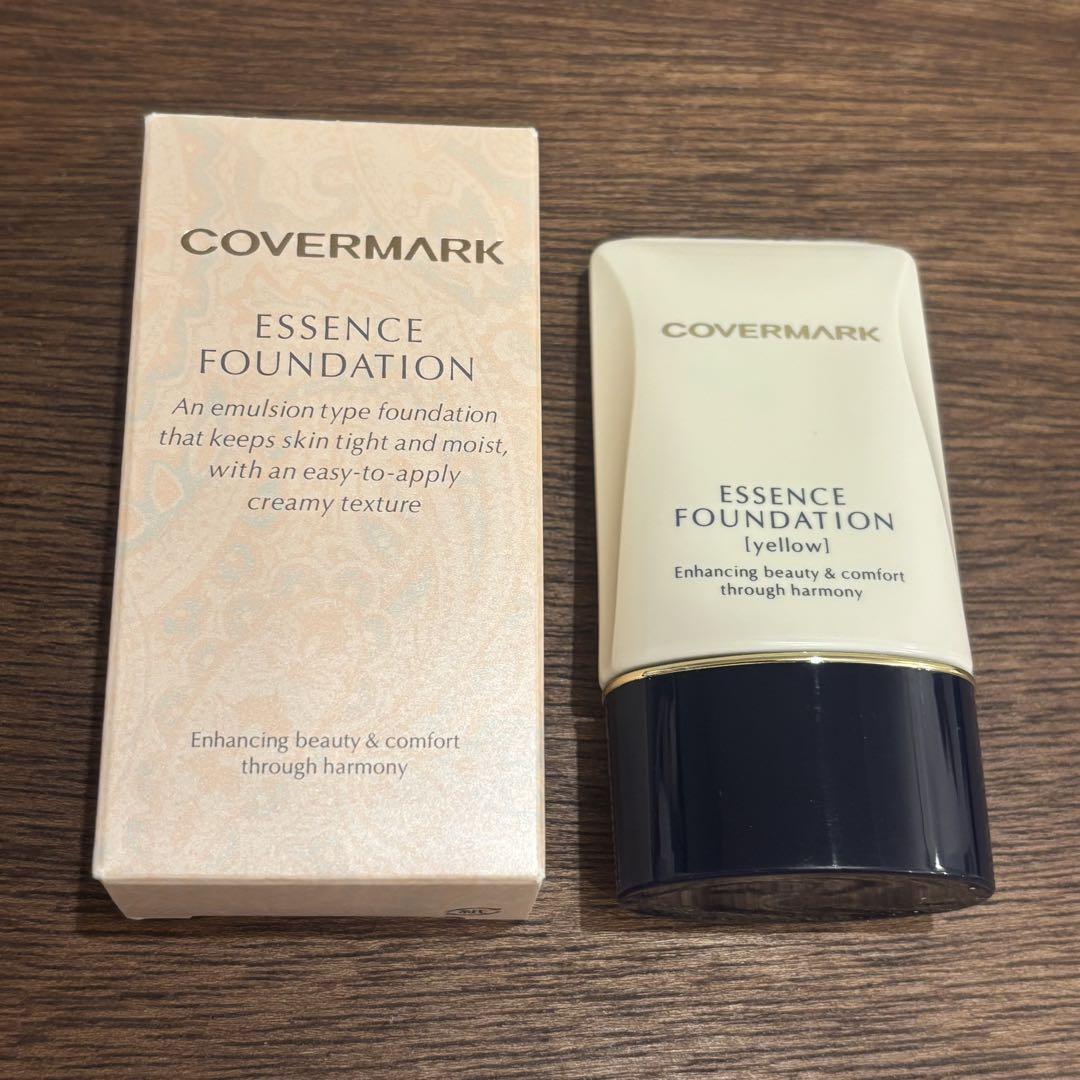 COVERMARK
ESSENCE
FOUNDATION
An emulsion type foundation
that keeps skin tight and moist,
with an easy-to-apply
creamy texture
Enhancing beauty & comfort
through harmony
COVERMARK
ESSENCE
FOUNDATION
[yellow]
Enhancing beauty & comfort
through harmony